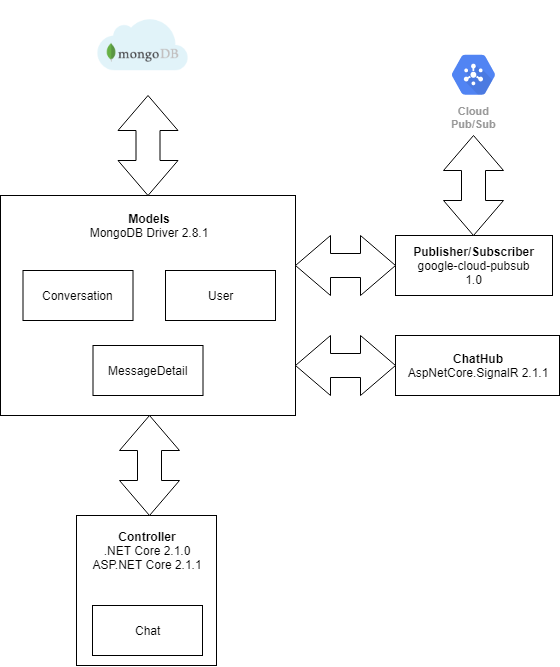 mongoDB
Cloud
Pub/Sub
Models
MongoDB Driver 2.8.1
Conversation
User
MessageDetail
Publisher/Subscriber
google-cloud-pubsub
1.0
ChatHub
AspNetCore.SignalR 2.1.1
Controller
.NET Core 2.1.0
ASP.NET Core 2.1.1
Chat